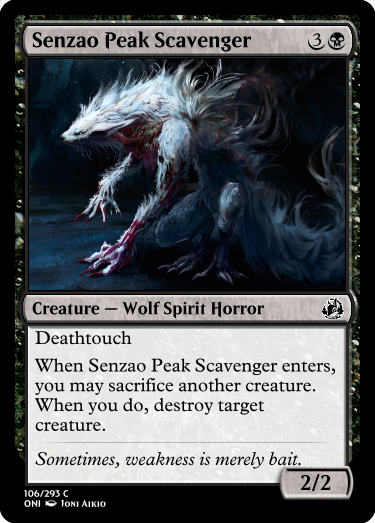 Senzao Peak Scavenger 3
Creature — Wolf Spirit Horror
Deathtouch
When Senzao Peak Scavenger enters,
you may sacrifice another creature.
When you do, destroy target
creature.
Sometimes, weakness is merely bait.
2/2
106/293 C
ONI Joni Aikio